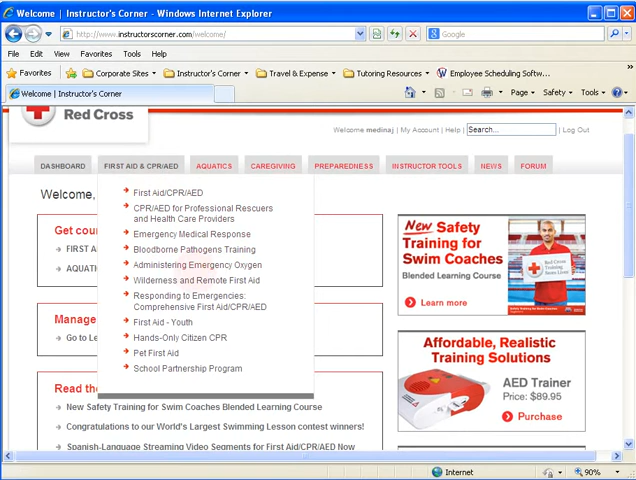 Welcome | Instructor's Corner - Windows Internet Explorer
http://www.instructorscorner.com/welcome/
Google
File Edit View Favorites Tools Help
Favorites Corporate Sites Instructor's Corner Travel & Expense Tutoring Resources Employee Scheduling Softw...
Welcome | Instructor's Corner
Page Safety Tools
Red Cross
Welcome medinaj | My Account | Help | Search... | Log Out
DASHBOARD FIRST AID & CPR/AED AQUATICS CAREGIVING PREPAREDNESS INSTRUCTOR TOOLS NEWS FORUM
Welcome,
First Aid/CPR/AED
CPR/AED for Professional Rescuers
and Health Care Providers
Emergency Medical Response
Bloodborne Pathogens Training
Administering Emergency Oxygen
Wilderness and Remote First Aid
Responding to Emergencies:
Comprehensive First Aid/CPR/AED
First Aid - Youth
Hands-Only Citizen CPR
Pet First Aid
School Partnership Program
Get cou
FIRST A
AQUATI
Manage
Go to Le
Read the
New Safety Training for Swim Coaches Blended Learning Course
Congratulations to our World's Largest Swimming Lesson contest winners!
Spanish-Language Streaming Video Segments for First Aid/CPR/AED Now
New Safety
Training for
Swim Coaches
Blended Learning Course
Learn more
American
Red Cross
Affordable, Realistic
Training Solutions
AED Trainer
Price: $89.95
Purchase
Internet
90%